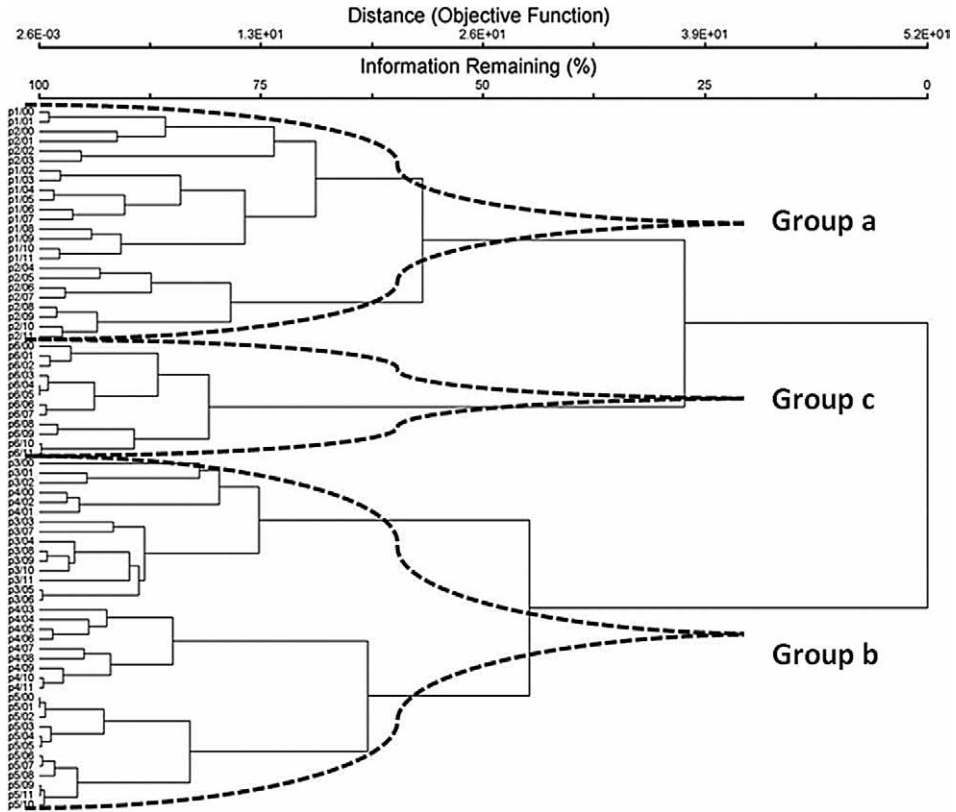 Distance (Objective Function)
2.6E-03 1.3E+01 2.6E+01 3.9E+01 5.2E+01
Information Remaining (%)
100 75 50 25 0
p1/00
p1/01
p2/00
p2/01
p2/02
p2/03
p1/02
p1/03
p1/04
p1/05
p1/06
p1/07
p1/08
p1/09
p1/10
p1/11
p2/04
p2/05
p2/06
p2/07
p2/08
p2/09
p2/10
p2/11
p6/00
p6/01
p6/02
p6/03
p6/04
p6/05
p6/06
p6/07
p6/08
p6/09
p6/10
p6/11
p3/00
p3/01
p3/02
p4/00
p4/02
p4/01
p3/03
p3/07
p3/04
p3/08
p3/09
p3/10
p3/11
p3/05
p3/06
p4/03
p4/04
p4/05
p4/06
p4/07
p4/08
p4/09
p4/10
p4/11
p5/00
p5/01
p5/02
p5/03
p5/04
p5/05
p5/06
p5/07
p5/08
p5/09
p5/11
p5/10
Group a
Group c
Group b